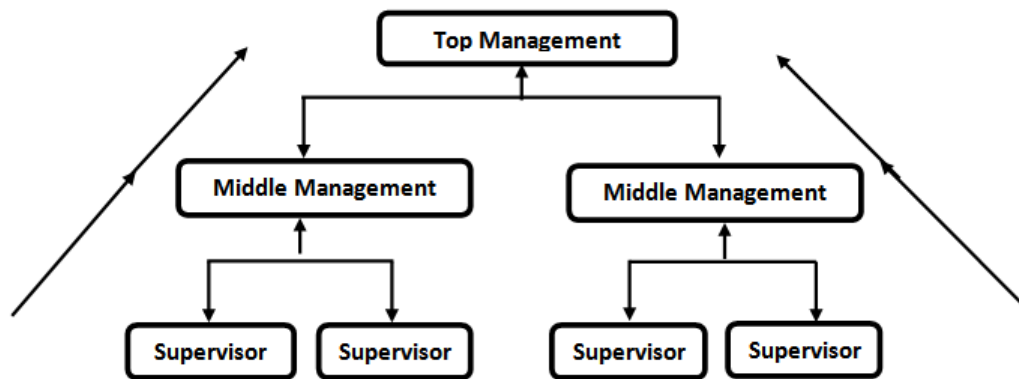 Top Management
Middle Management
Middle Management
Supervisor
Supervisor
Supervisor
Supervisor